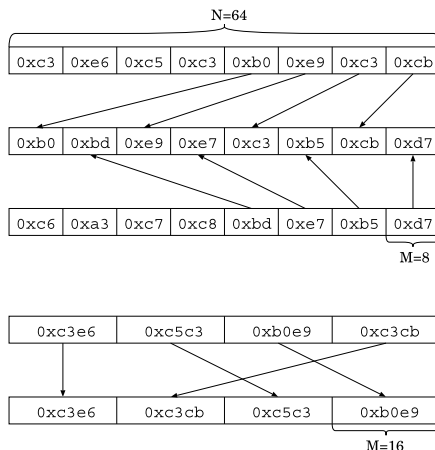 N=64
0xc3 0xe6 0xc5 0xc3 0xb0 0xe9 0xc3 0xcb
0xb0 0xbd 0xe9 0xe7 0xc3 0xb5 0xcb 0xd7
0xc6 0xa3 0xc7 0xc8 0xbd 0xe7 0xb5 0xd7
M=8
0xc3e6 0xc5c3 0xb0e9 0xc3cb
0xc3e6 0xc3cb 0xc5c3 0xb0e9
M=16